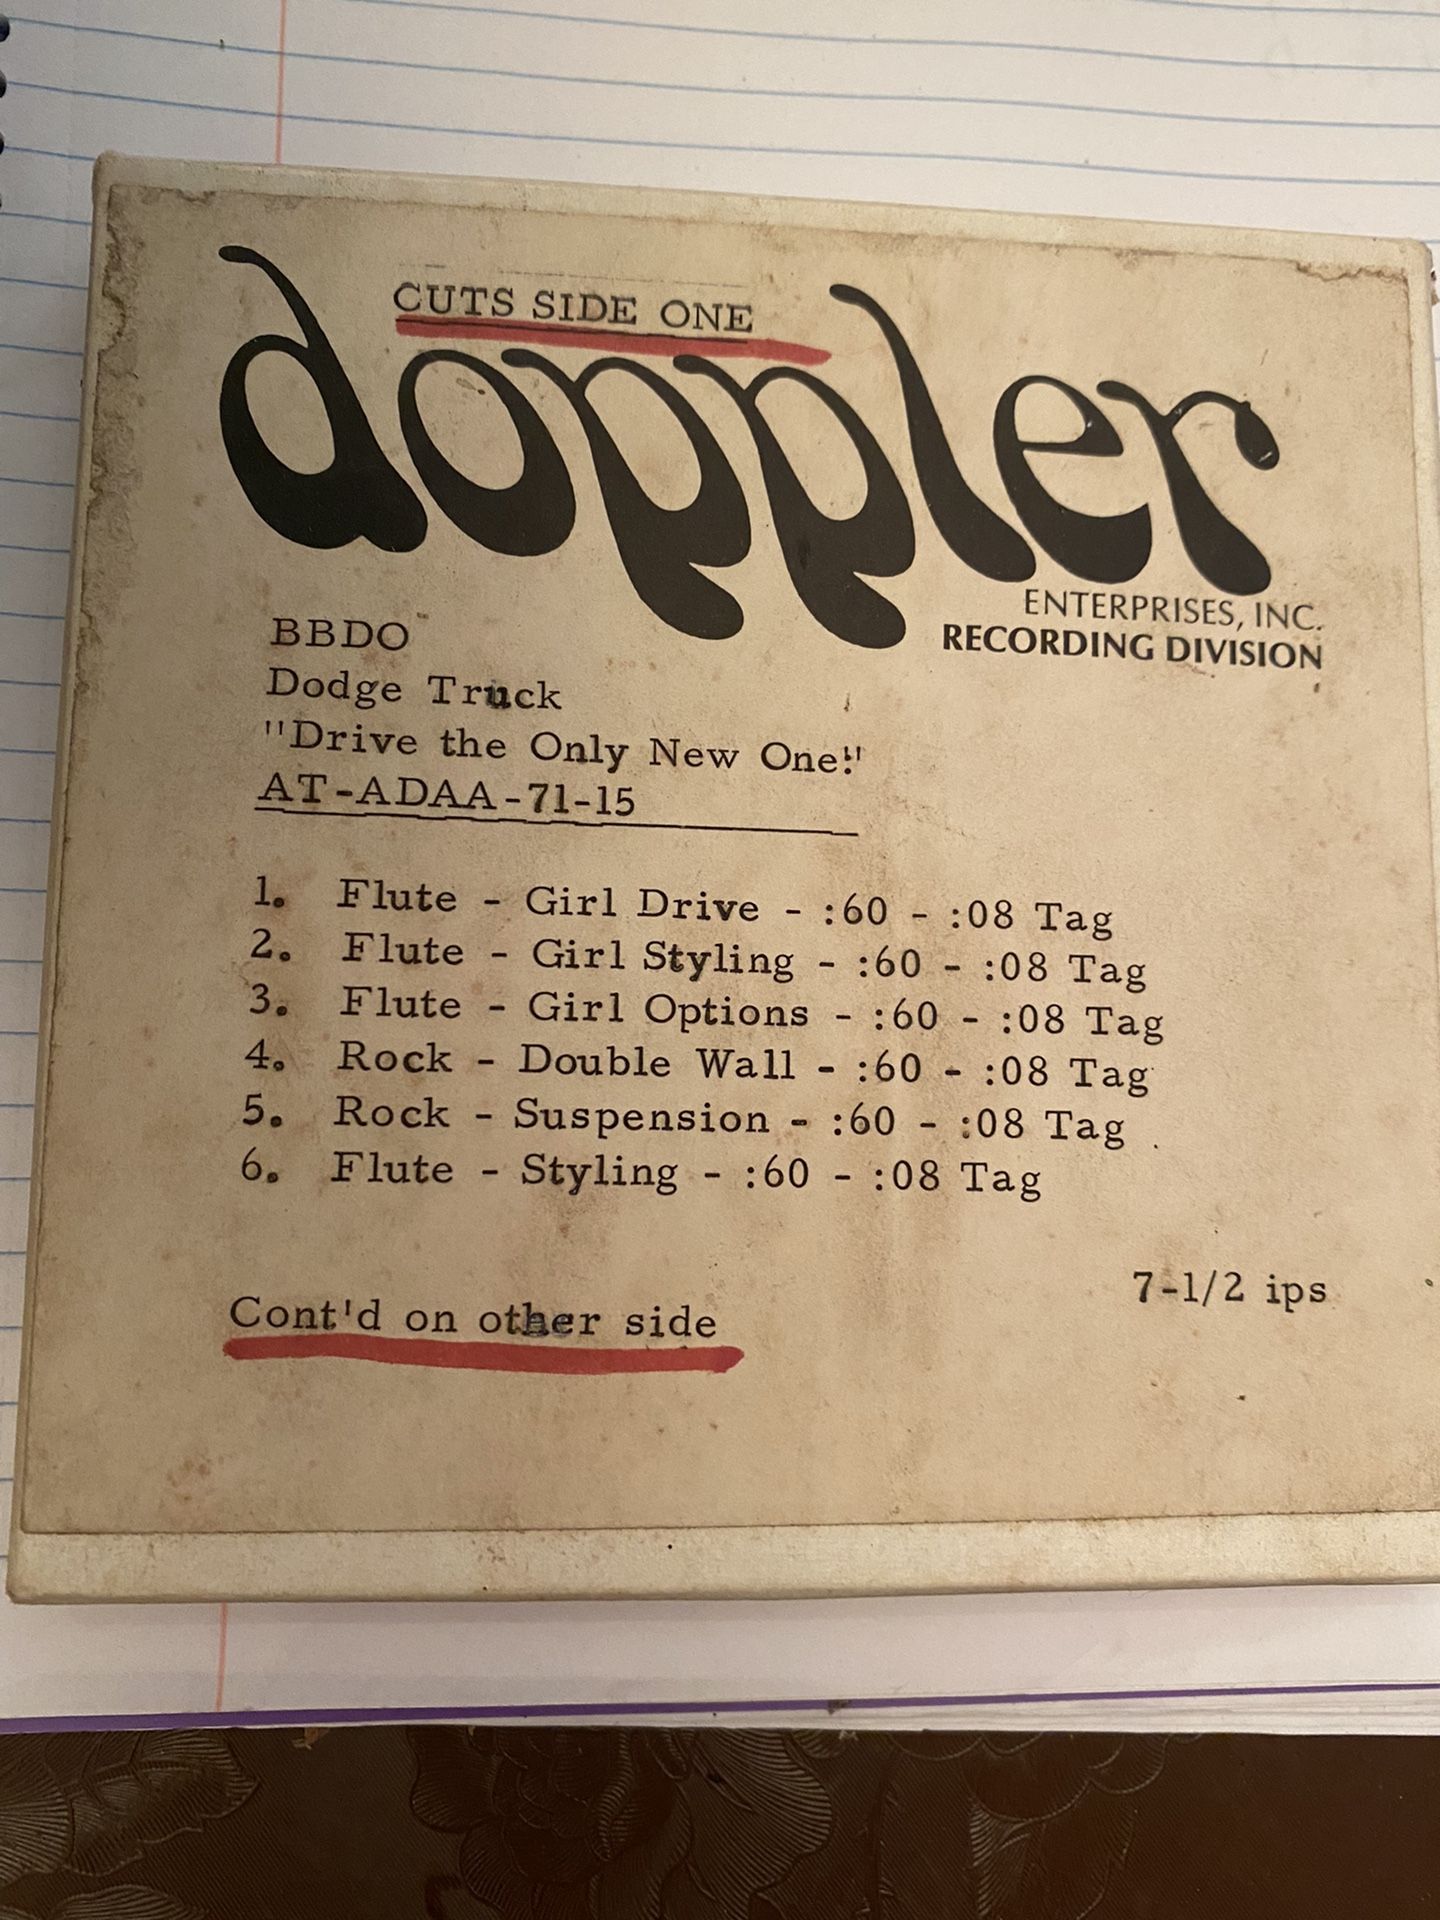 CUTS SIDE ONE
doppler
ENTERPRISES, INC.
RECORDING DIVISION
BBDO
Dodge Truck
"Drive the Only New One!"
AT-ADAA-71-15
1. Flute - Girl Drive - :60 - :08 Tag
2. Flute - Girl Styling - :60 - :08 Tag
3. Flute - Girl Options - :60 - :08 Tag
4. Rock - Double Wall - :60 - :08 Tag
5. Rock - Suspension - :60 - :08 Tag
6. Flute - Styling - :60 - :08 Tag
7-1/2 ips
Cont'd on other side